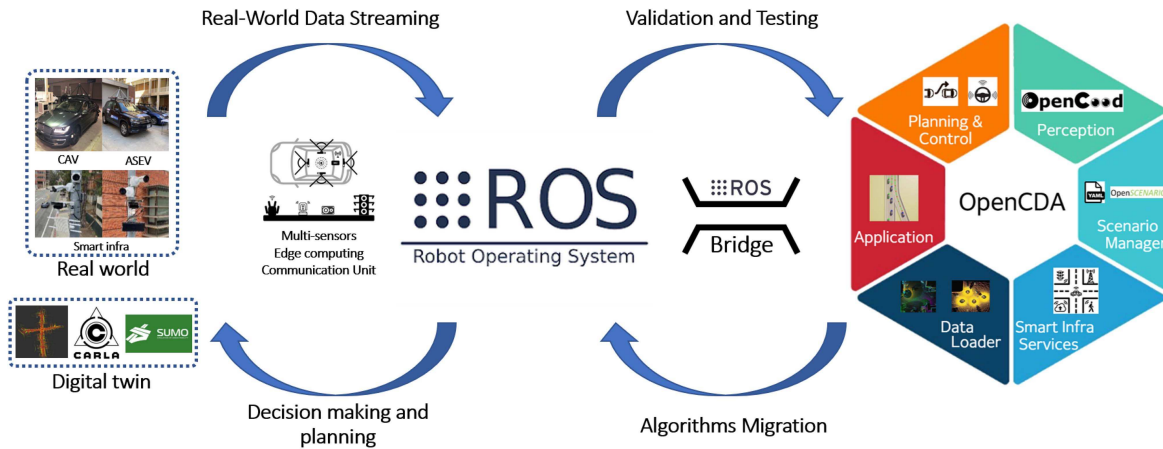 Real-World Data Streaming
Validation and Testing
CAV
ASEV
Smart infra
Real world
CARLA
SUMO
Digital twin
Multi-sensors
Edge computing
Communication Unit
ROS
Robot Operating System
ROS
Bridge
Decision making and
planning
Algorithms Migration
OpenCDA
Planning &
Control
OpenCood
Perception
YAML
OpenSCENARIO
Scenario
Manager
Smart Infra
Services
Data
Loader
Application